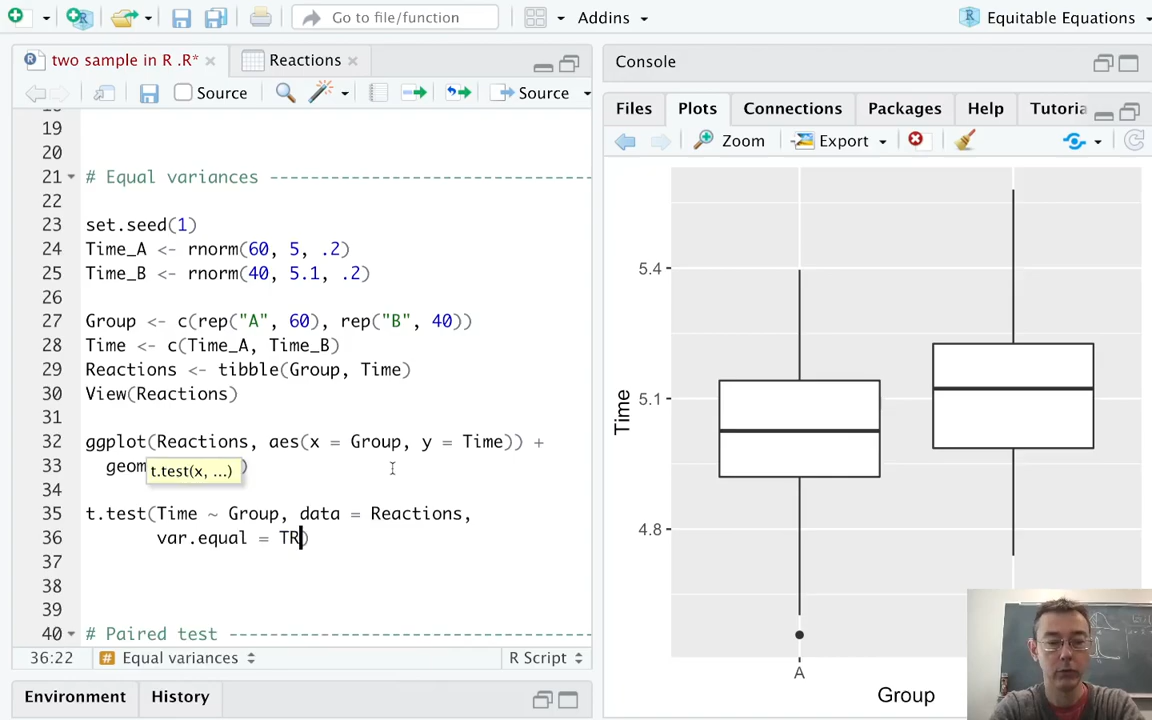 Go to file/function
Addins
Equitable Equations
two sample in R .R*
Reactions
Source
Source
19
20
21 # Equal variances --------------------------------
22
23 set.seed(1)
24 Time_A <- rnorm(60, 5, .2)
25 Time_B <- rnorm(40, 5.1, .2)
26
27 Group <- c(rep("A", 60), rep("B", 40))
28 Time <- c(Time_A, Time_B)
29 Reactions <- tibble(Group, Time)
30 View(Reactions)
31
32 ggplot(Reactions, aes(x = Group, y = Time)) +
33 geom )
t.test(x, ...)
34
35 t.test(Time ~ Group, data = Reactions,
36 var.equal = TR)
37
38
39
40 # Paired test ------------------------------------
36:22 # Equal variances R Script
Environment History
Console
Files Plots Connections Packages Help Tutoria
Zoom Export
5.4
5.1
4.8
Time
A
Group